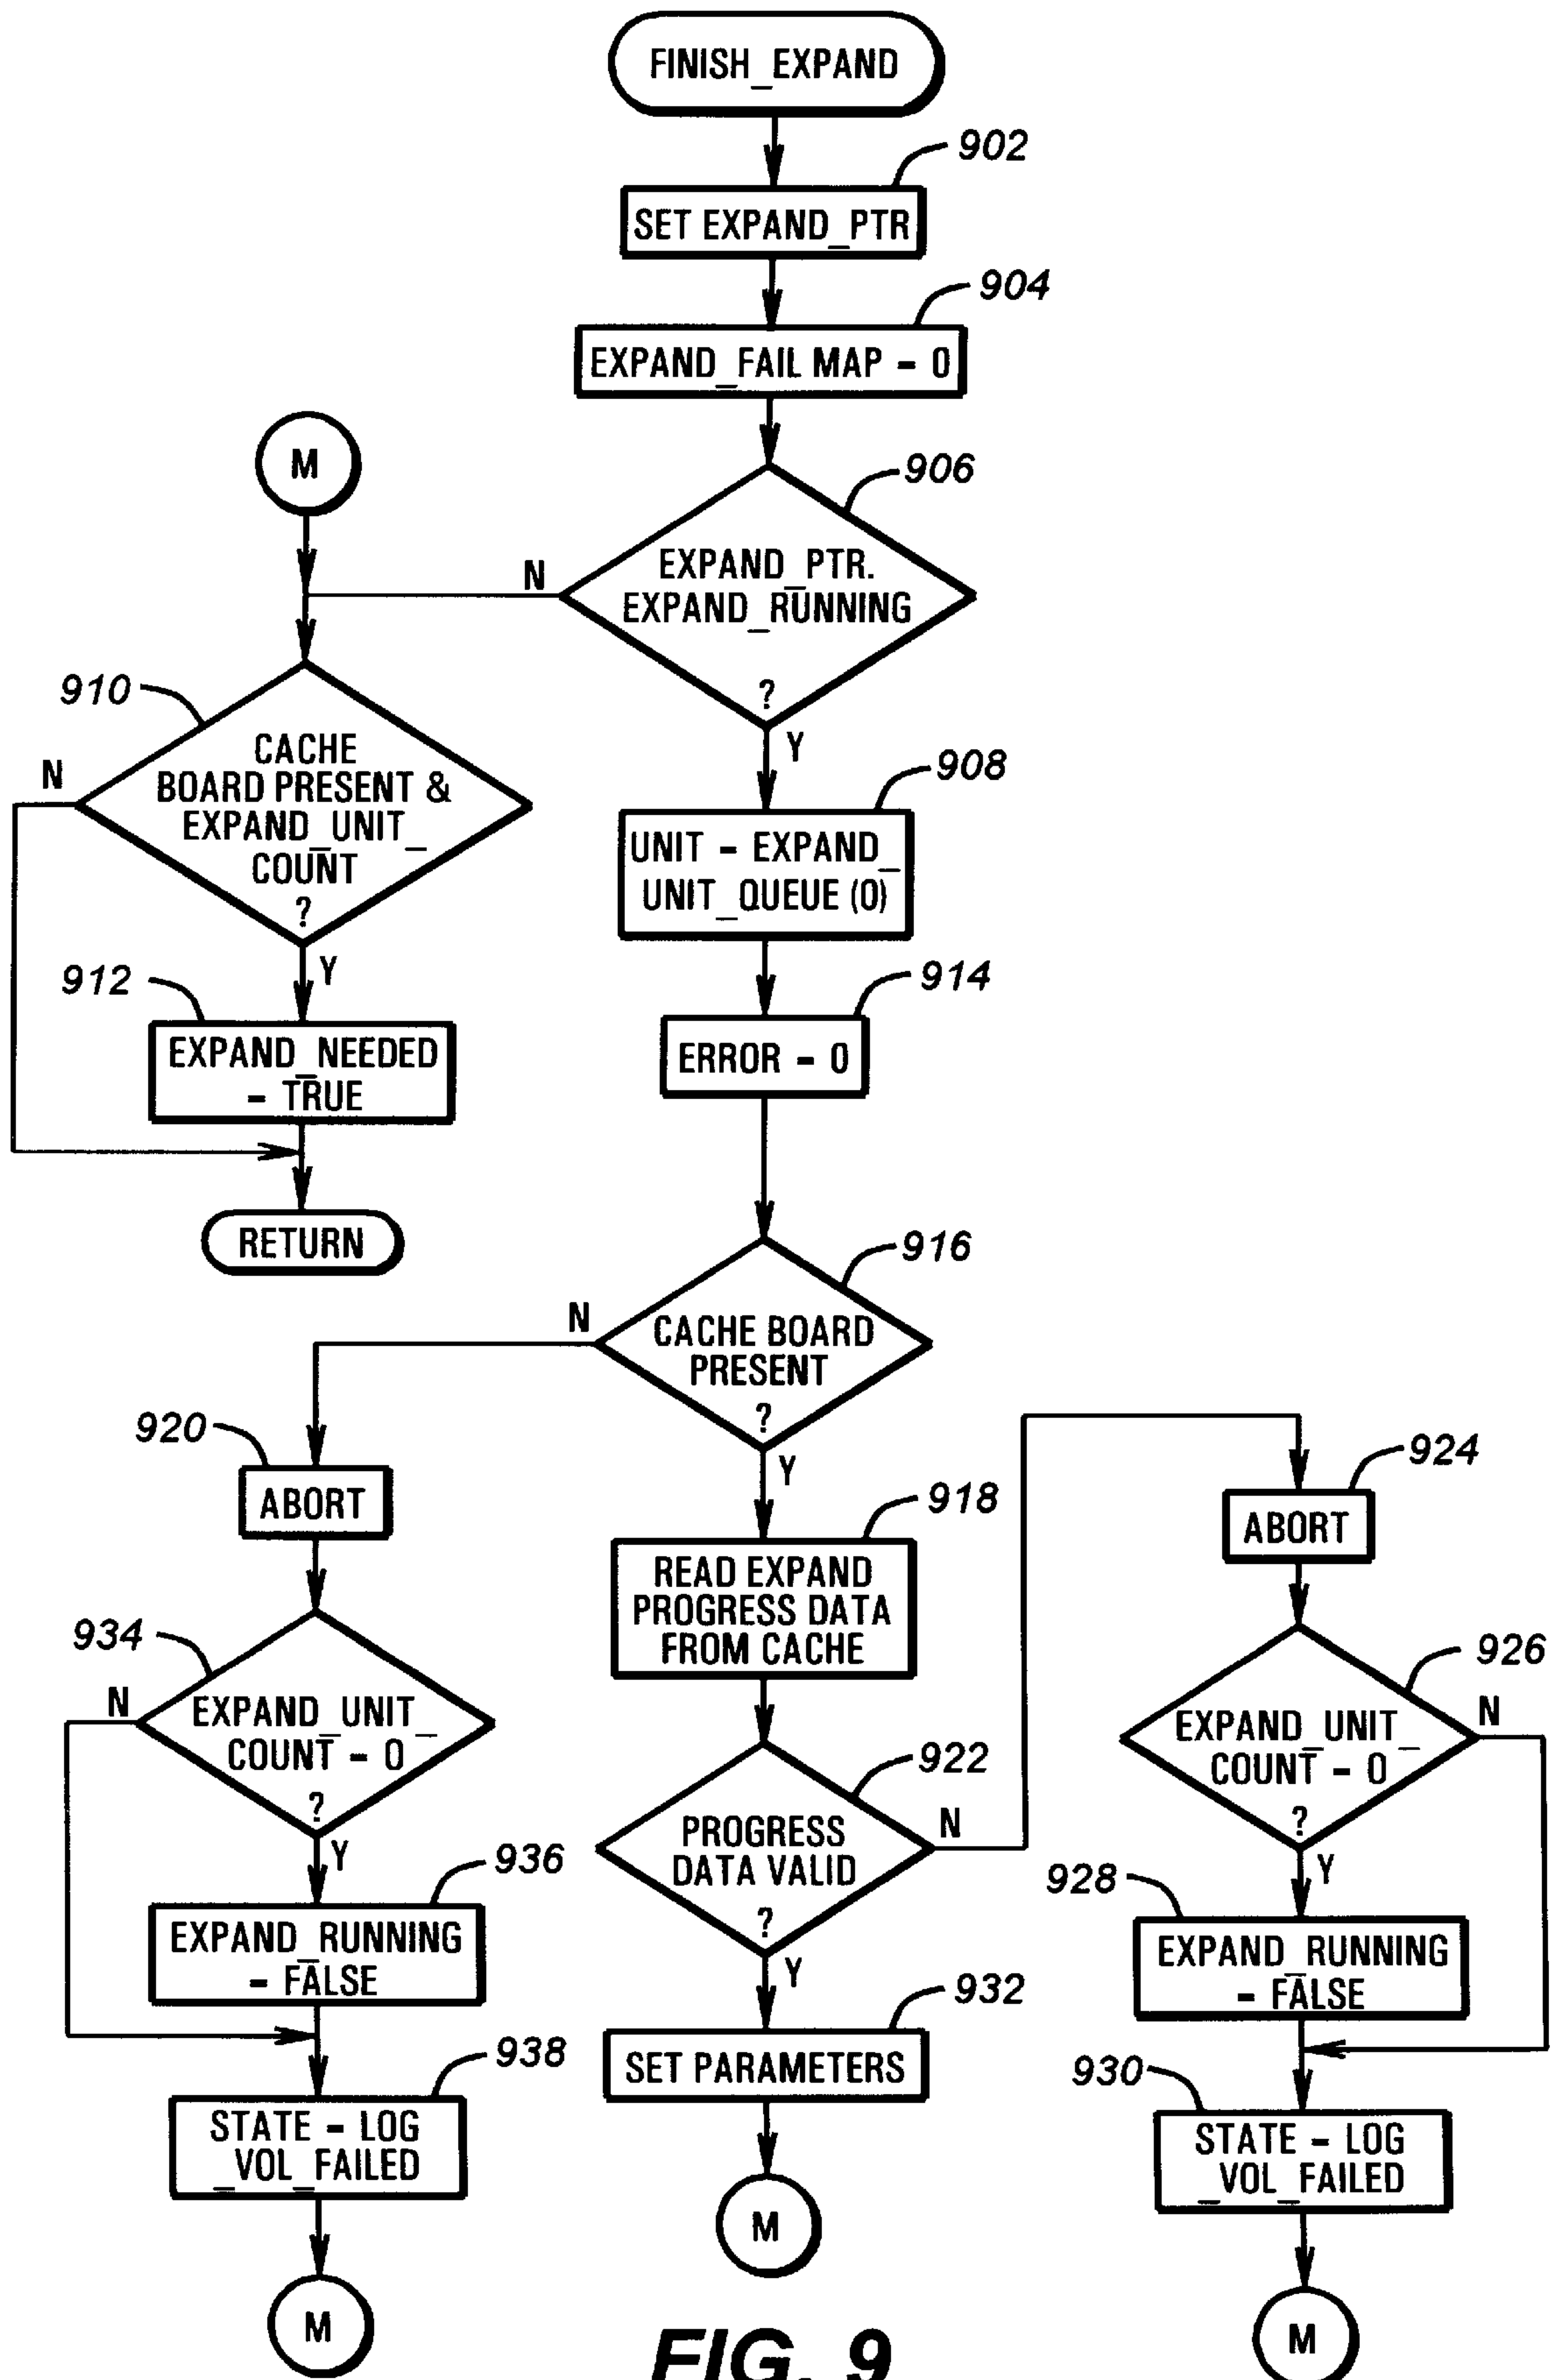 FINISH_EXPAND
902
SET EXPAND_PTR
904
EXPAND_FAIL MAP = 0
M
906
EXPAND_PTR.
EXPAND_RUNNING
?
N
Y
910
CACHE
BOARD PRESENT &
EXPAND_UNIT_
COUNT
?
N
Y
908
UNIT = EXPAND_
UNIT_QUEUE (0)
912
EXPAND_NEEDED
= TRUE
914
ERROR = 0
RETURN
916
CACHE BOARD
PRESENT
?
N
Y
920
ABORT
918
READ EXPAND
PROGRESS DATA
FROM CACHE
924
ABORT
934
EXPAND_UNIT_
COUNT = 0
?
N
Y
922
PROGRESS
DATA VALID
?
N
Y
926
EXPAND_UNIT_
COUNT = 0
?
N
Y
936
EXPAND_RUNNING
= FALSE
928
EXPAND_RUNNING
= FALSE
932
SET PARAMETERS
938
STATE = LOG
_VOL_FAILED
930
STATE = LOG
_VOL_FAILED
M
M
M
FIG. 9